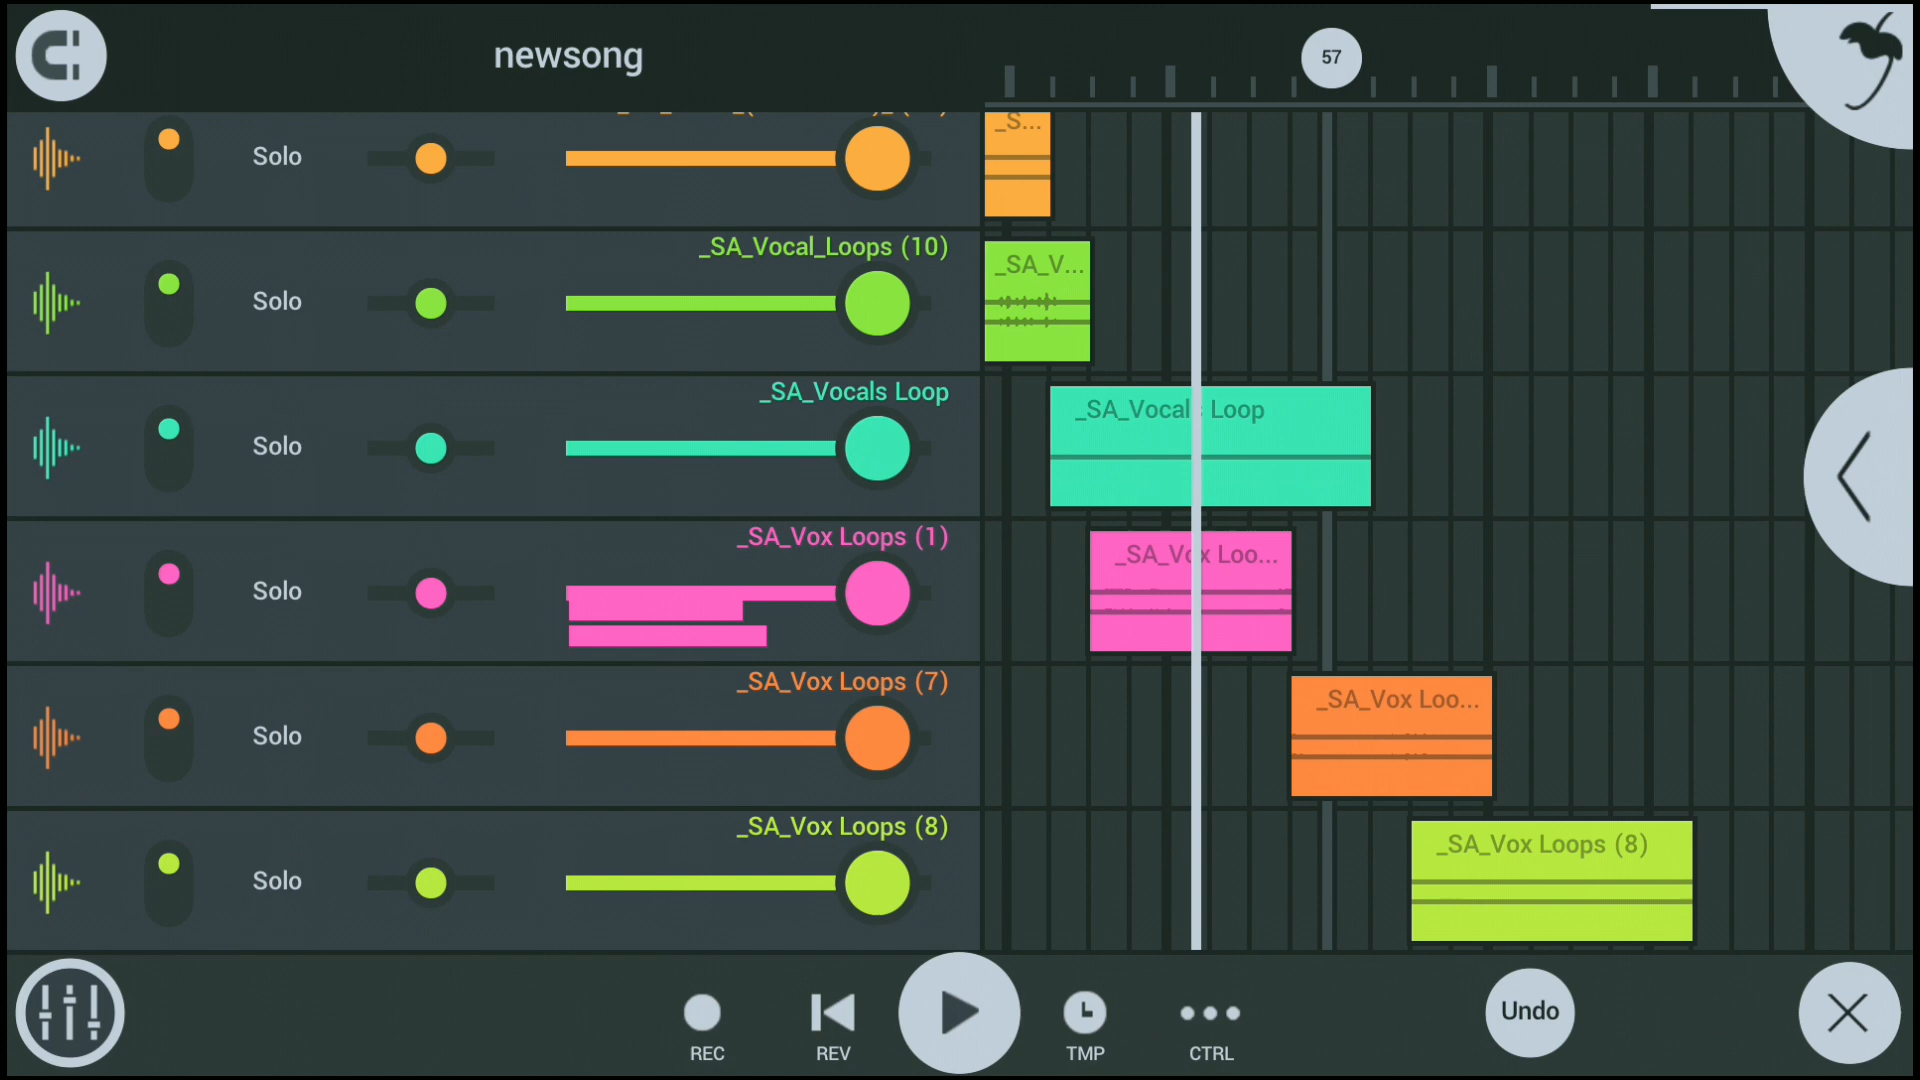 newsong
57
Solo
_S...
_SA_Vocal_Loops (10)
Solo
_SA_V...
_SA_Vocals Loop
Solo
_SA_Vocal Loop
_SA_Vox Loops (1)
Solo
_SA_Vox Loo...
_SA_Vox Loops (7)
Solo
_SA_Vox Loo...
_SA_Vox Loops (8)
Solo
_SA_Vox Loops (8)
REC
REV
TMP
CTRL
Undo